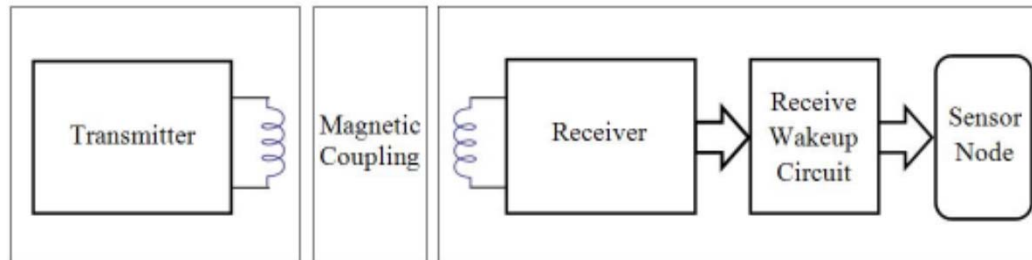 Transmitter
Magnetic
Coupling
Receiver
Receive
Wakeup
Circuit
Sensor
Node